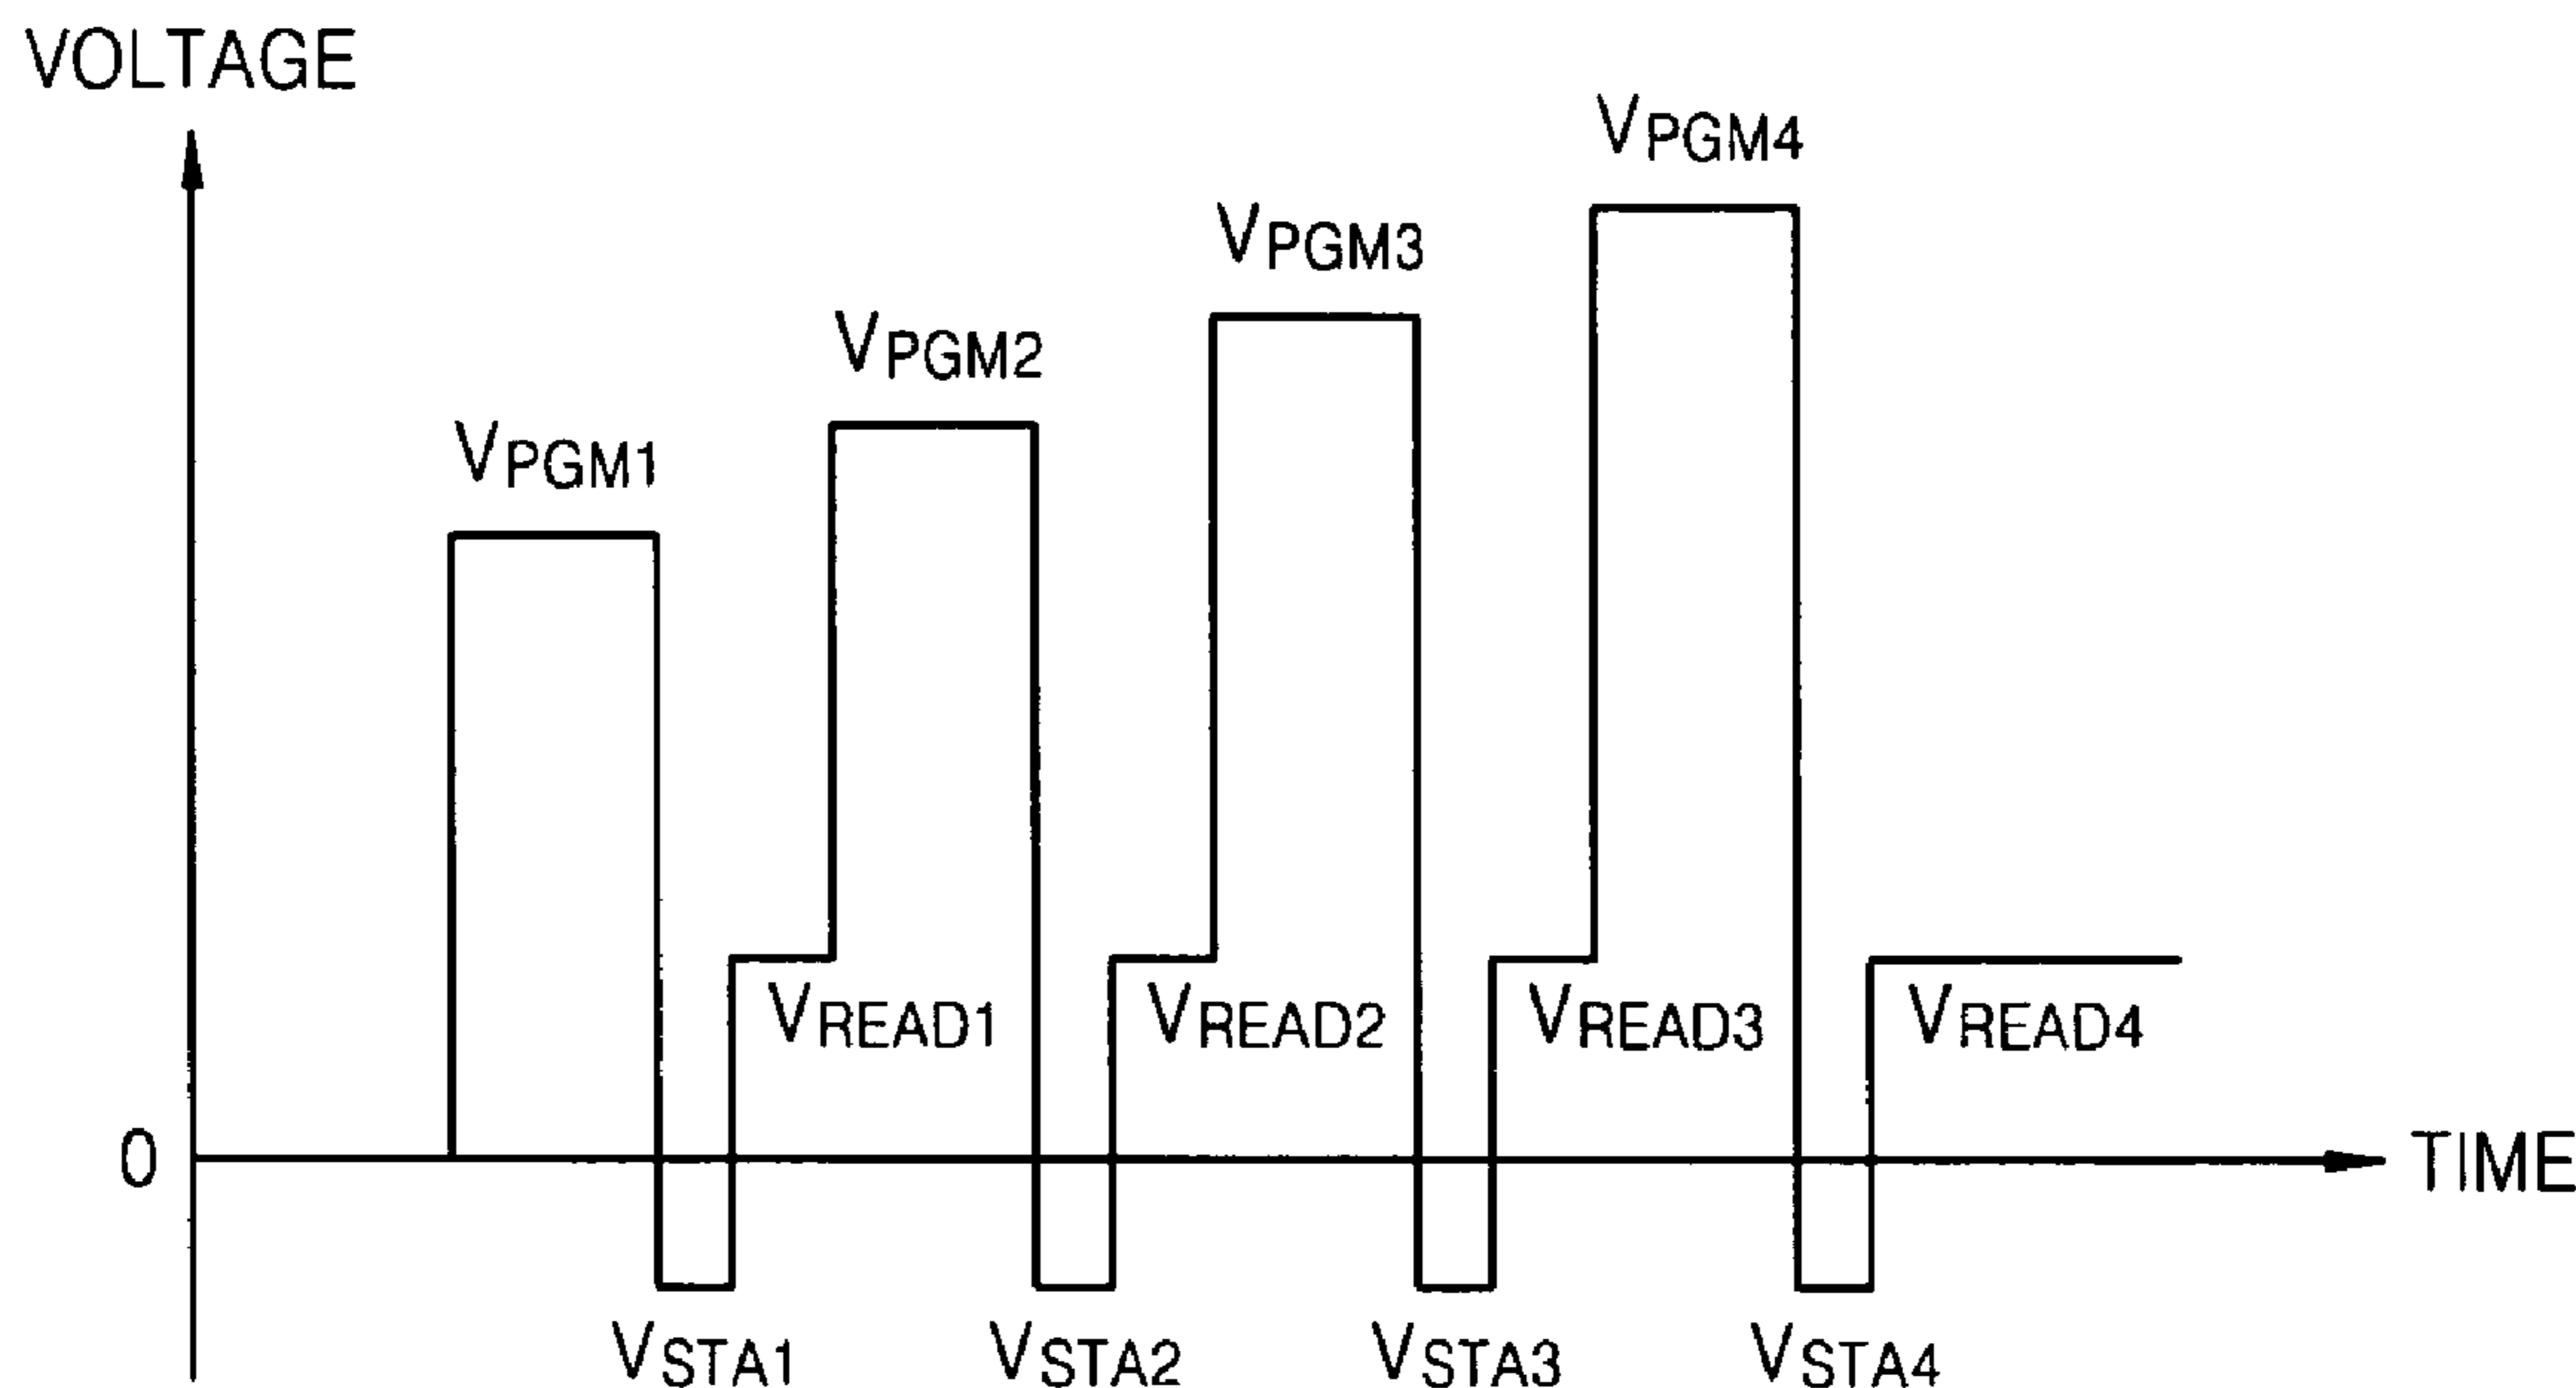 VOLTAGE
VPGM4
VPGM3
VPGM2
VPGM1
VREAD1
VREAD2
VREAD3
VREAD4
0
TIME
VSTA1
VSTA2
VSTA3
VSTA4